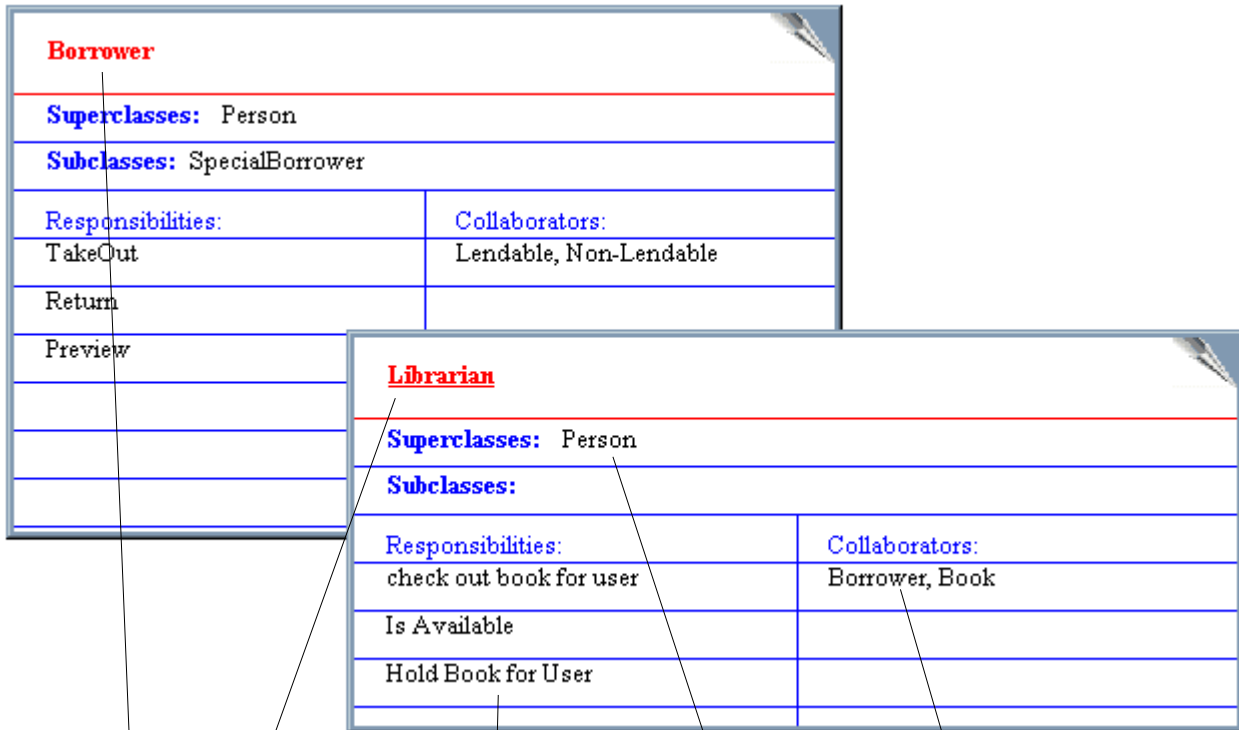 Borrower
Superclasses: Person
Subclasses: SpecialBorrower
Responsibilities: Collaborators:
TakeOut Lendable, Non-Lendable
Return
Preview
Librarian
Superclasses: Person
Subclasses:
Responsibilities: Collaborators:
check out book for user Borrower, Book
Is Available
Hold Book for User